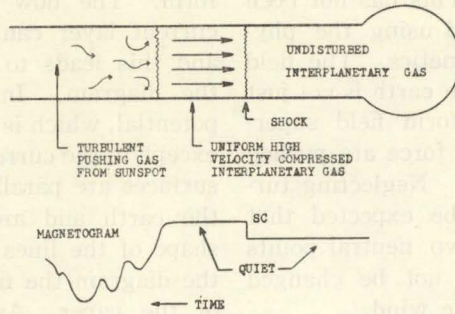 UNDISTURBED
INTERPLANETARY GAS
SHOCK
TURBULENT
PUSHING GAS
FROM SUNSPOT
UNIFORM HIGH
VELOCITY COMPRESSED
INTERPLANETARY GAS
MAGNETOGRAM
SC
QUIET
TIME